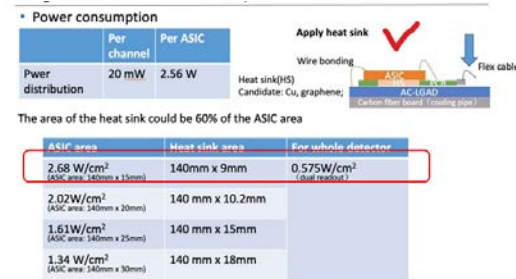 • Power consumption
Per channel
Per ASIC
Pwer distribution
20 mW
2.56 W
Apply heat sink
Wire bonding
Flex cable
Heat sink(HS)
Candidate: Cu, graphene;
ASIC
HS
AC-LGAD
Carbon fiber board (cooling pipe)
The area of the heat sink could be 60% of the ASIC area
ASIC area
Heat sink area
For whole detector
2.68 W/cm²
(ASIC area: 140mm x 15mm)
140mm x 9mm
0.575W/cm²
(dual readout)
2.02W/cm²
(ASIC area: 140mm x 20mm)
140 mm x 10.2mm
1.61W/cm²
(ASIC area: 140mm x 25mm)
140 mm x 15mm
1.34 W/cm²
(ASIC area: 140mm x 30mm)
140 mm x 18mm